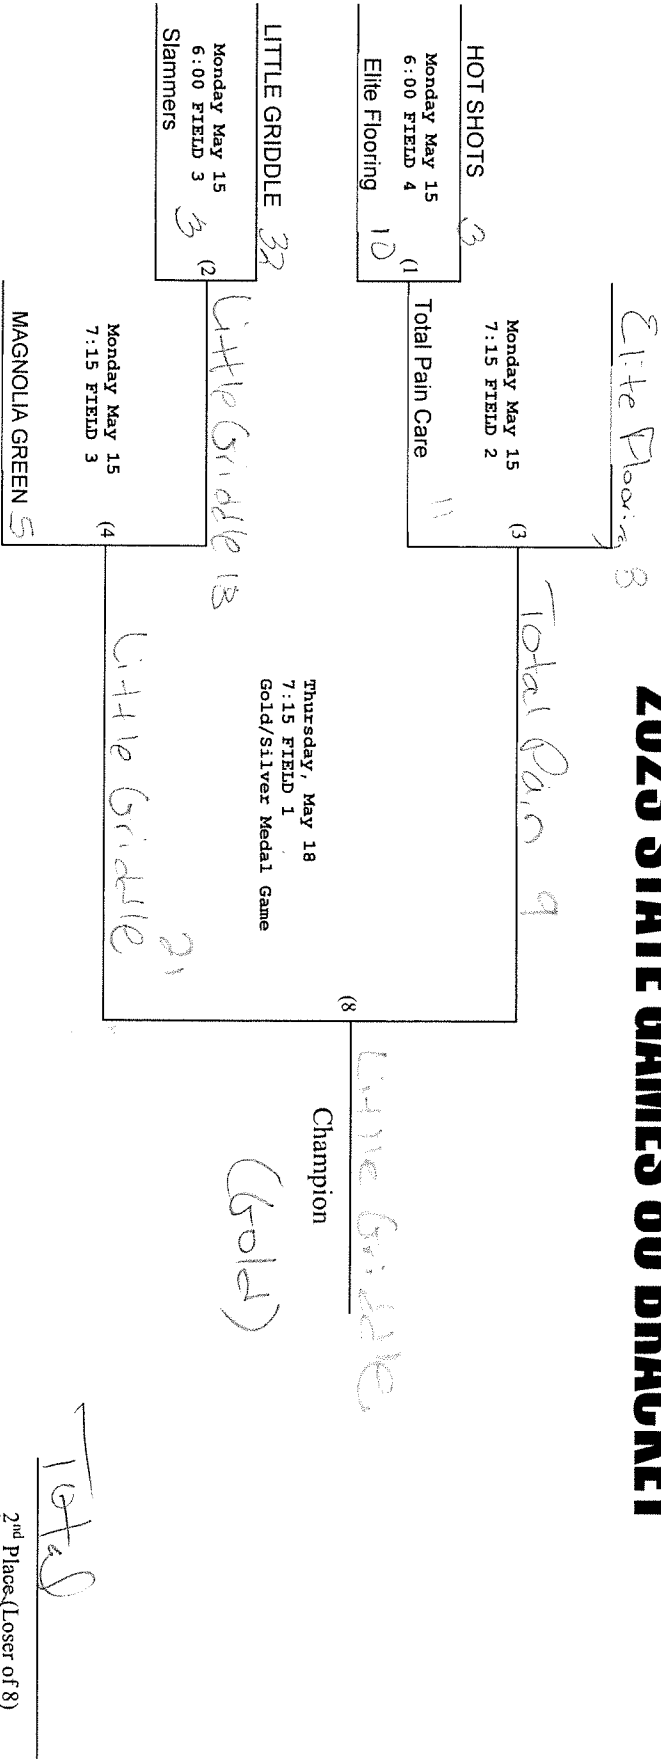 2023 STATE GAMES 80 BRACKET
Elite Flooring 8
HOT SHOTS 3
Monday May 15
6:00 FIELD 4
Elite Flooring 10
(1
Monday May 15
7:15 FIELD 2
Total Pain Care 11
(3
Total Pain 9
LITTLE GRIDDLE 32
Monday May 15
6:00 FIELD 3
Slammers 3
(2
Little Griddle 13
Monday May 15
7:15 FIELD 3
MAGNOLIA GREEN 5
(4
Little Griddle 21
Thursday, May 18
7:15 FIELD 1
Gold/Silver Medal Game
(8
Little Griddle
Champion
(Gold)
Total
2nd Place (Loser of 8)